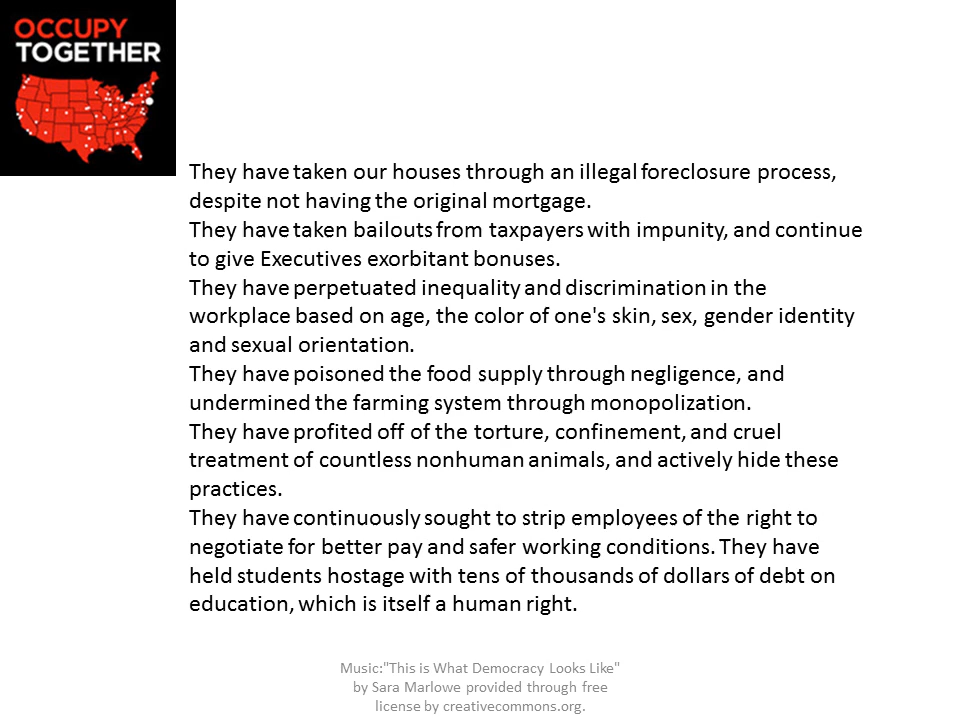 OCCUPY
TOGETHER
They have taken our houses through an illegal foreclosure process,
despite not having the original mortgage.
They have taken bailouts from taxpayers with impunity, and continue
to give Executives exorbitant bonuses.
They have perpetuated inequality and discrimination in the
workplace based on age, the color of one's skin, sex, gender identity
and sexual orientation.
They have poisoned the food supply through negligence, and
undermined the farming system through monopolization.
They have profited off of the torture, confinement, and cruel
treatment of countless nonhuman animals, and actively hide these
practices.
They have continuously sought to strip employees of the right to
negotiate for better pay and safer working conditions. They have
held students hostage with tens of thousands of dollars of debt on
education, which is itself a human right.
Music:"This is What Democracy Looks Like"
by Sara Marlowe provided through free
license by creativecommons.org.